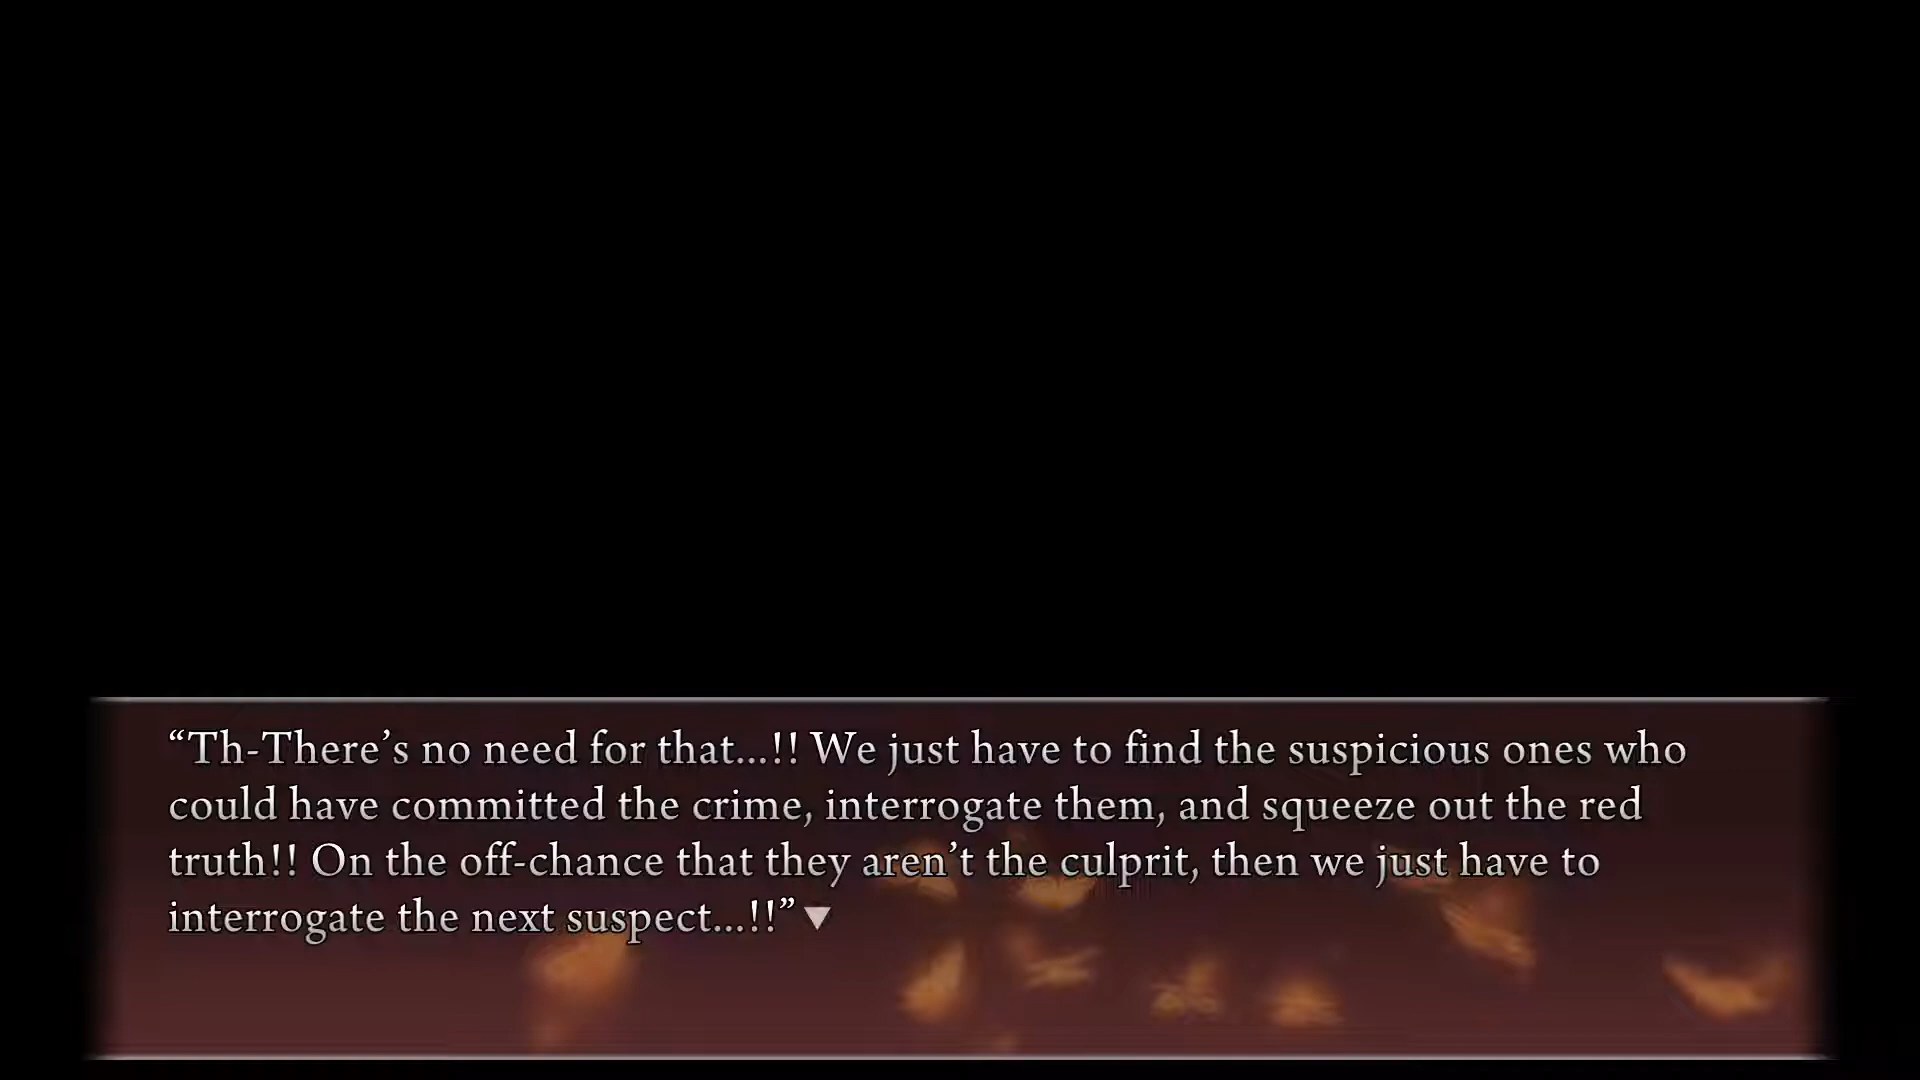 “Th-There’s no need for that...!! We just have to find the suspicious ones who
could have committed the crime, interrogate them, and squeeze out the red
truth!! On the off-chance that they aren’t the culprit, then we just have to
interrogate the next suspect...!!”